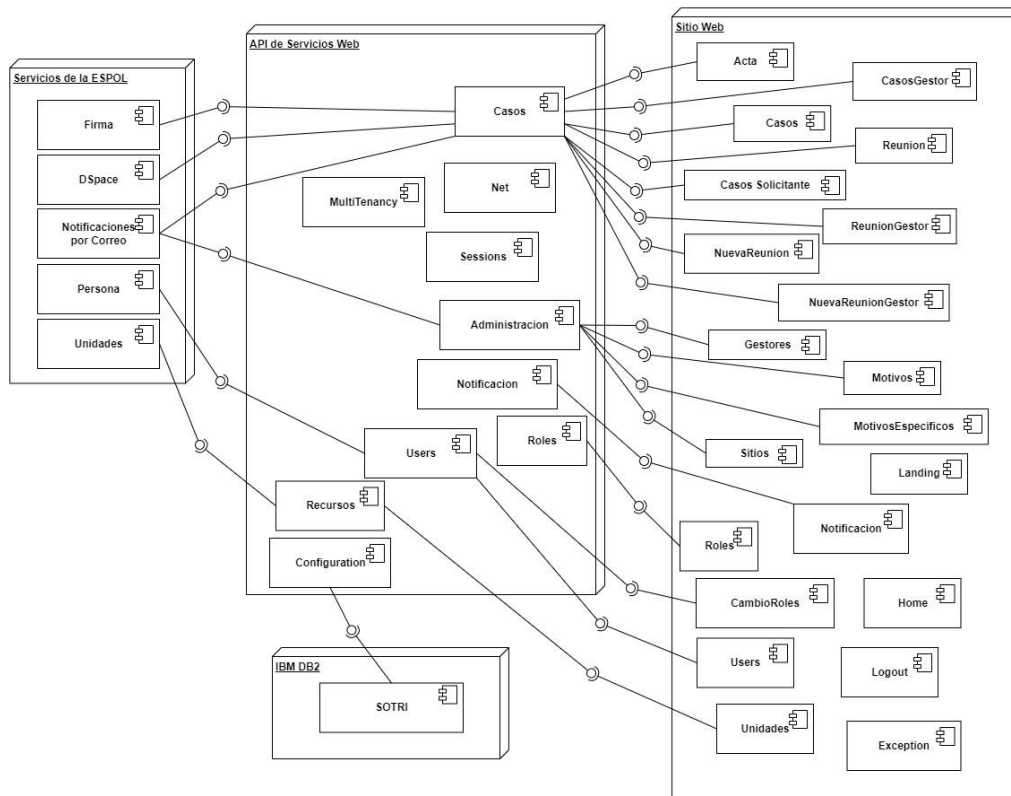 Servicios de la ESPOL
Firma
DSpace
Notificaciones
por Correo
Persona
Unidades
API de Servicios Web
Casos
Net
MultiTenancy
Sessions
Administracion
Notificacion
Roles
Users
Recursos
Configuration
IBM DB2
SOTRI
Sitio Web
Acta
CasosGestor
Casos
Reunion
Casos Solicitante
ReunionGestor
NuevaReunion
NuevaReunionGestor
Gestores
Motivos
MotivosEspecificos
Sitios
Landing
Notificacion
Roles
CambioRoles
Home
Users
Logout
Unidades
Exception